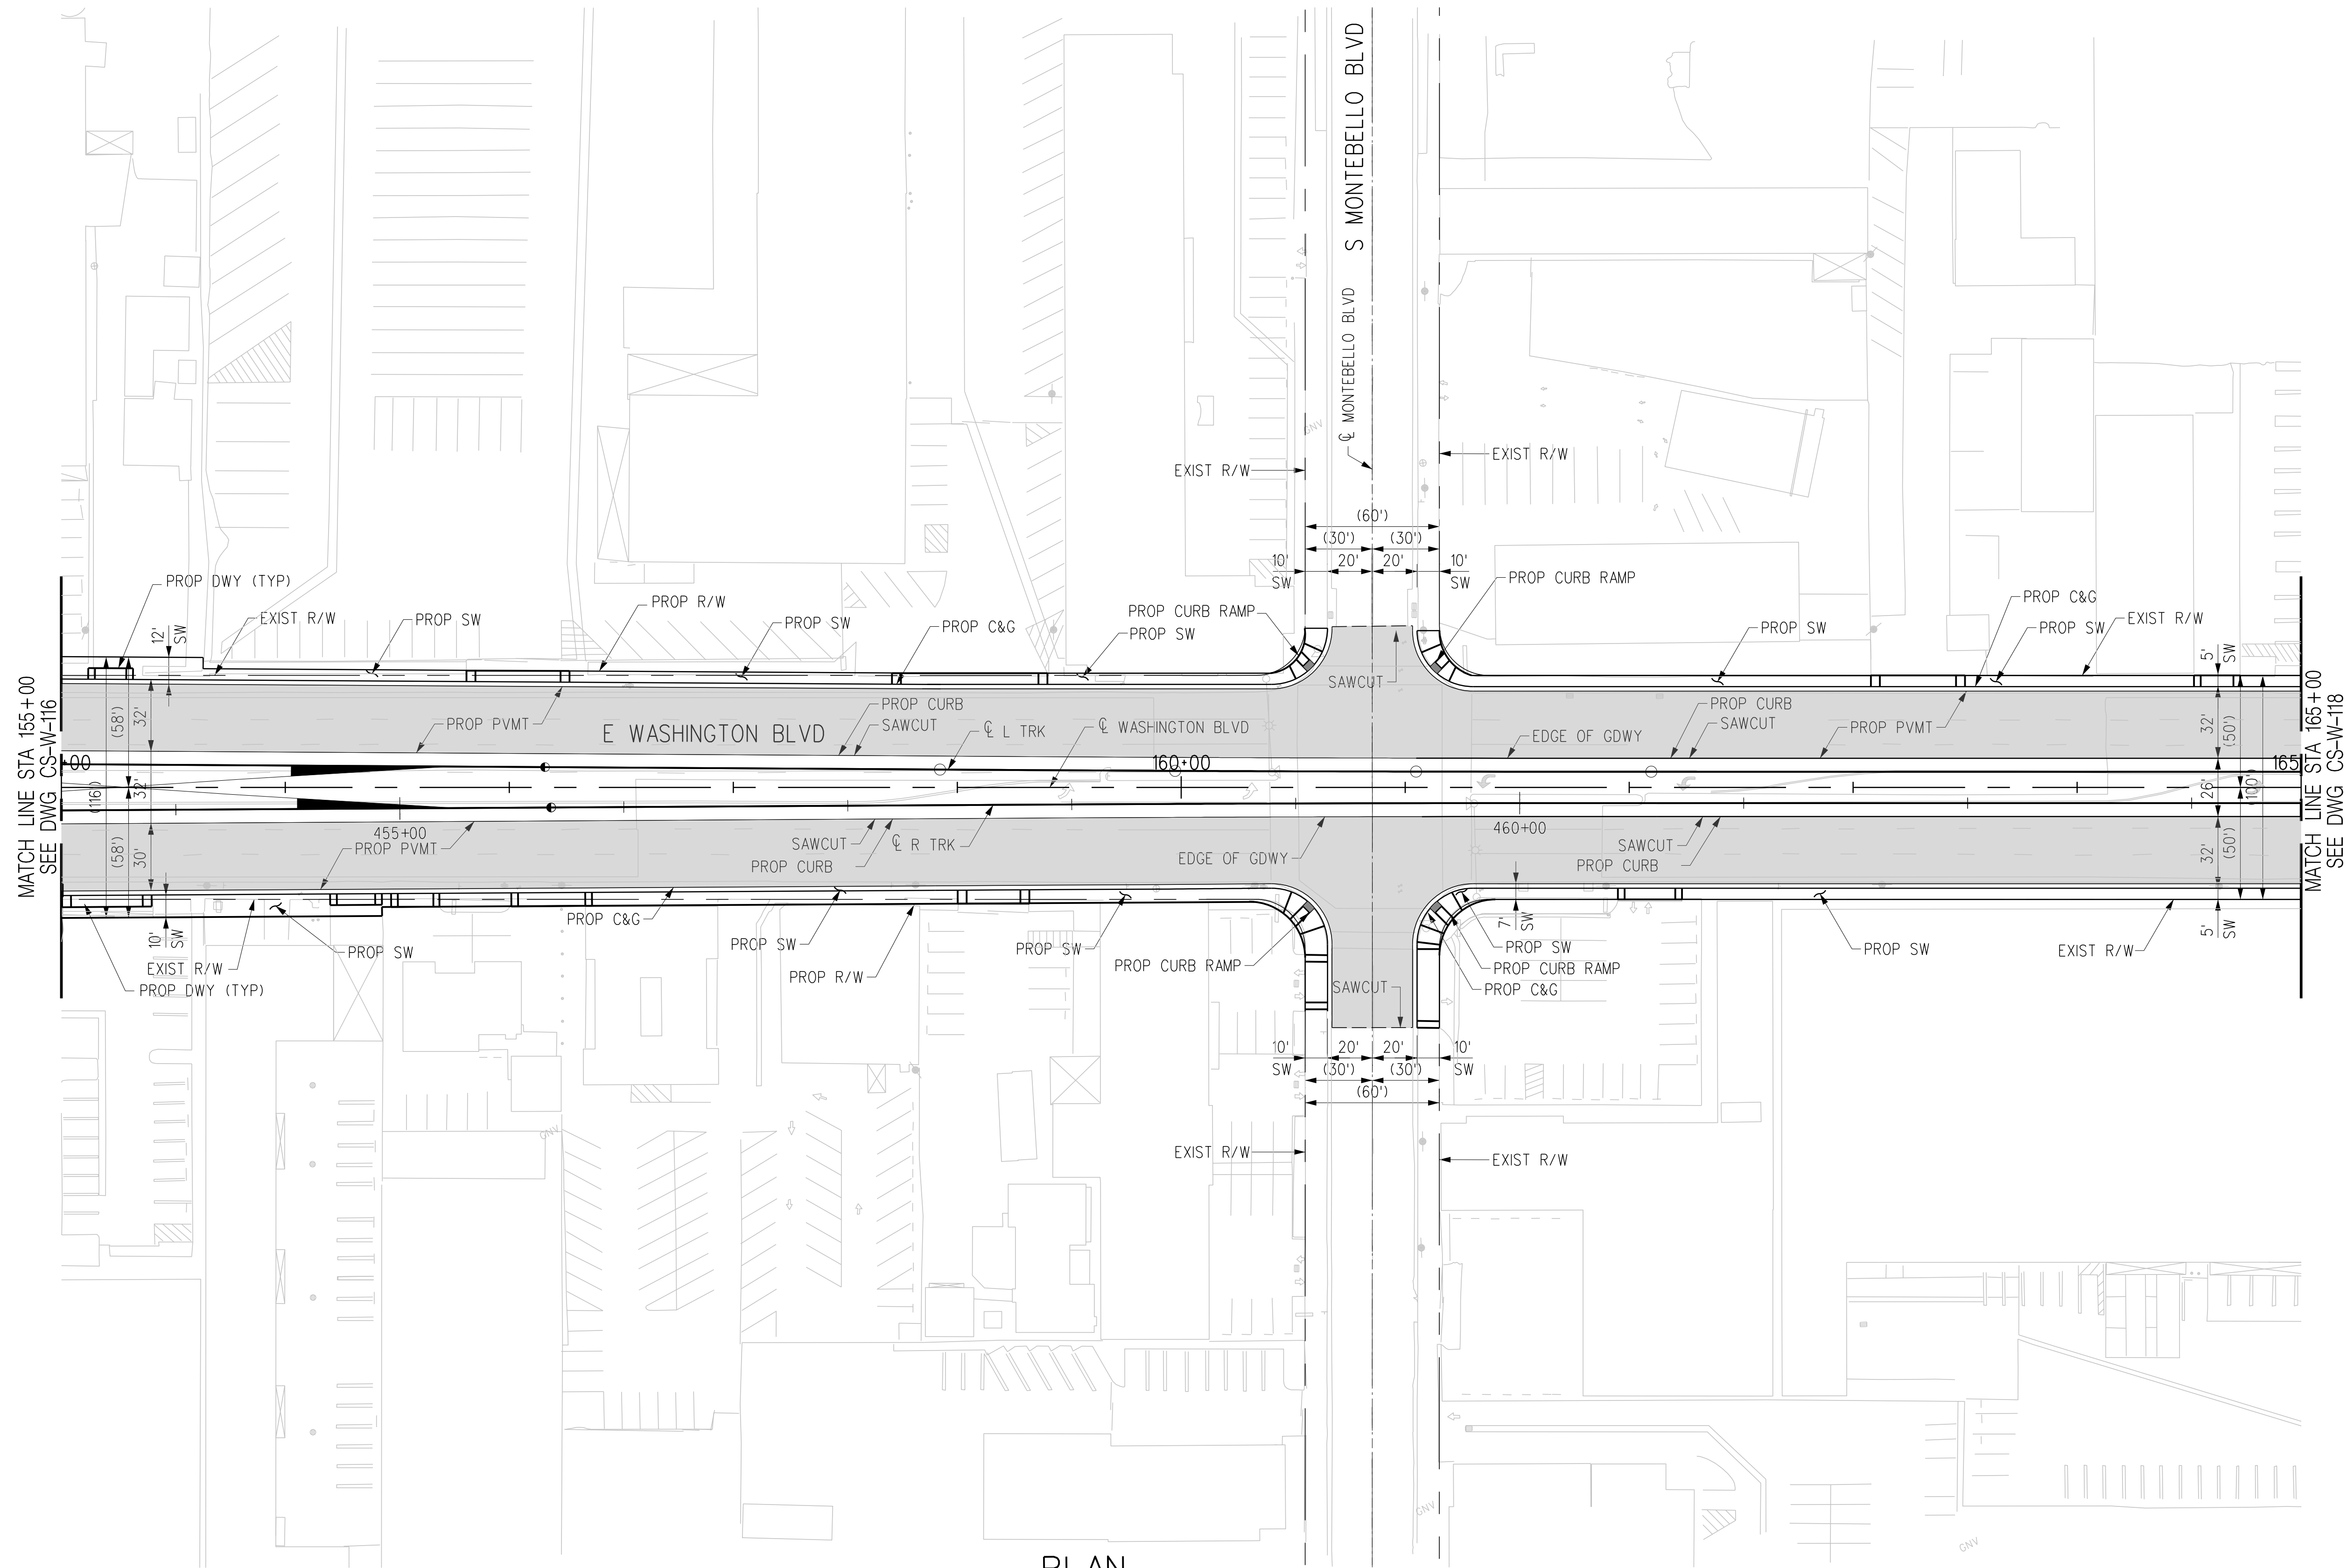 S MONTEBELLO BLVD
℄ MONTEBELLO BLVD
GNV
EXIST R/W
EXIST R/W
(60')
(30')
(30')
10'
SW
20'
20'
10'
SW
PROP DWY (TYP)
EXIST R/W
PROP SW
PROP R/W
PROP SW
PROP C&G
PROP CURB RAMP
PROP SW
PROP CURB RAMP
PROP SW
PROP C&G
PROP SW
EXIST R/W
12'
SW
5'
SW
SAWCUT
MATCH LINE STA 155+00
SEE DWG CS-W-116
(116')
(58')
(58')
32'
32'
30'
PROP PVMT
E WASHINGTON BLVD
PROP CURB
SAWCUT
℄ L TRK
℄ WASHINGTON BLVD
EDGE OF GDWY
PROP CURB
SAWCUT
PROP PVMT
+00
160+00
165
32'
26'
32'
(50')
(50')
(100')
MATCH LINE STA 165+00
SEE DWG CS-W-118
455+00
PROP PVMT
SAWCUT
PROP CURB
℄ R TRK
EDGE OF GDWY
460+00
SAWCUT
PROP CURB
10'
SW
EXIST R/W
PROP DWY (TYP)
PROP SW
PROP C&G
PROP SW
PROP R/W
PROP SW
PROP CURB RAMP
SAWCUT
7'
SW
PROP SW
PROP CURB RAMP
PROP C&G
PROP SW
EXIST R/W
5'
SW
10'
SW
20'
20'
10'
SW
(30')
(30')
(60')
GNV
EXIST R/W
EXIST R/W
GNV
GNV
PLAN